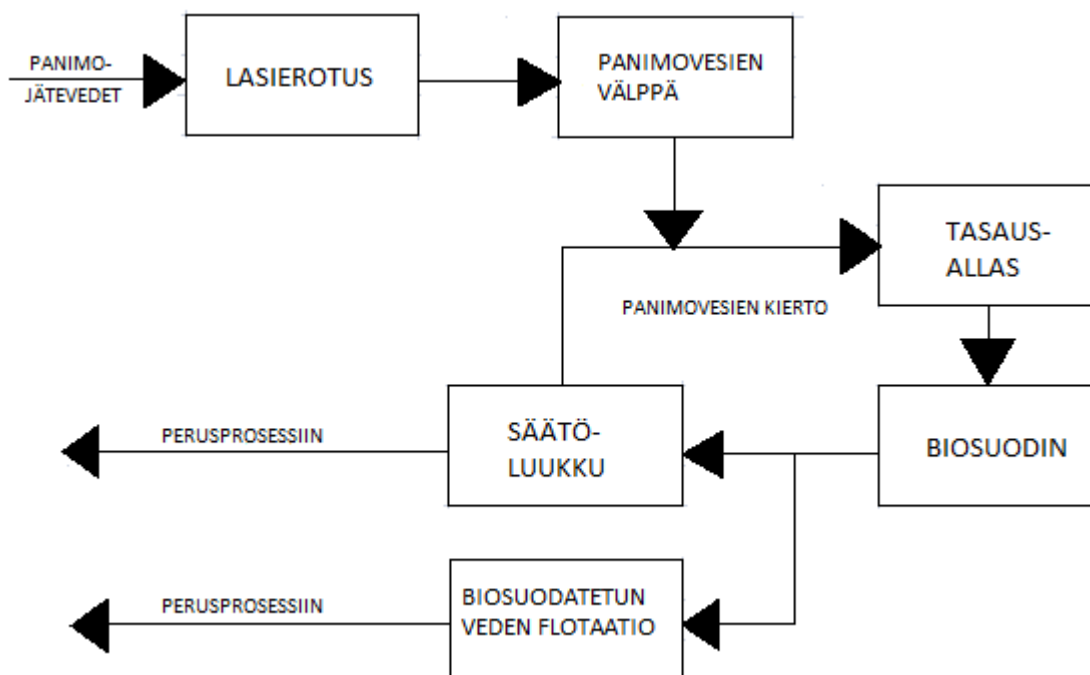 PANIMO-
JÄTEVEDET
LASIEROTUS
PANIMOVESIEN
VÄLPPÄ
TASAUS-
ALLAS
PANIMOVESIEN KIERTO
PERUSPROSESSIIN
SÄÄTÖ-
LUUKKU
BIOSUODIN
PERUSPROSESSIIN
BIOSUODATETUN
VEDEN FLOTAATIO